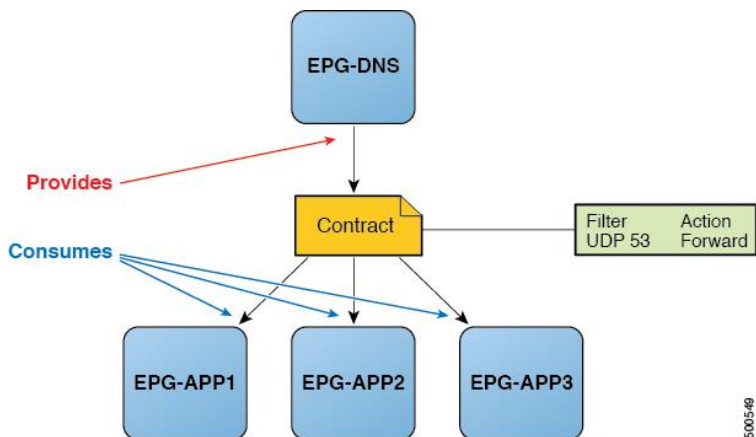 EPG-DNS
Provides
Contract
Filter Action
UDP 53 Forward
Consumes
EPG-APP1 EPG-APP2 EPG-APP3
500549